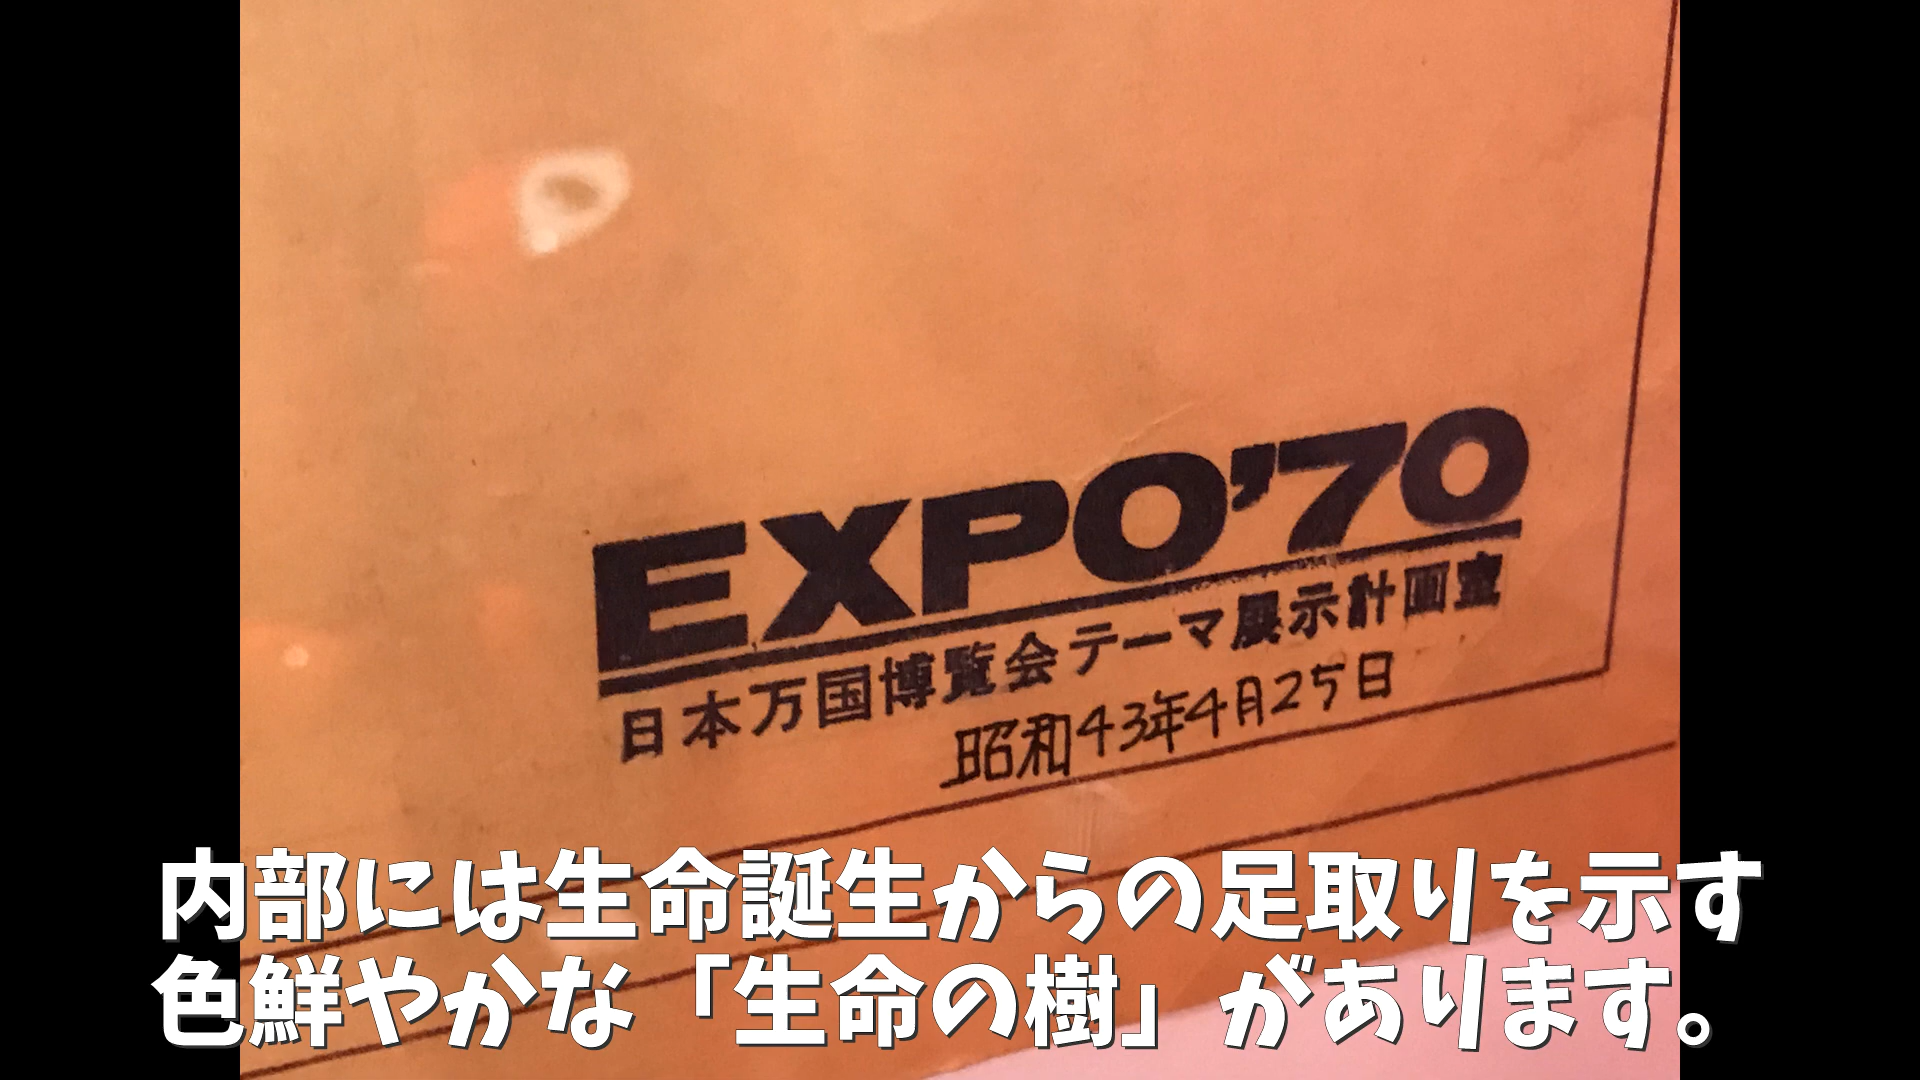 EXPO'70
日本万国博覧会テーマ展示計画室
昭和43年4月25日
内部には生命誕生からの足取りを示す
色鮮やかな「生命の樹」があります。